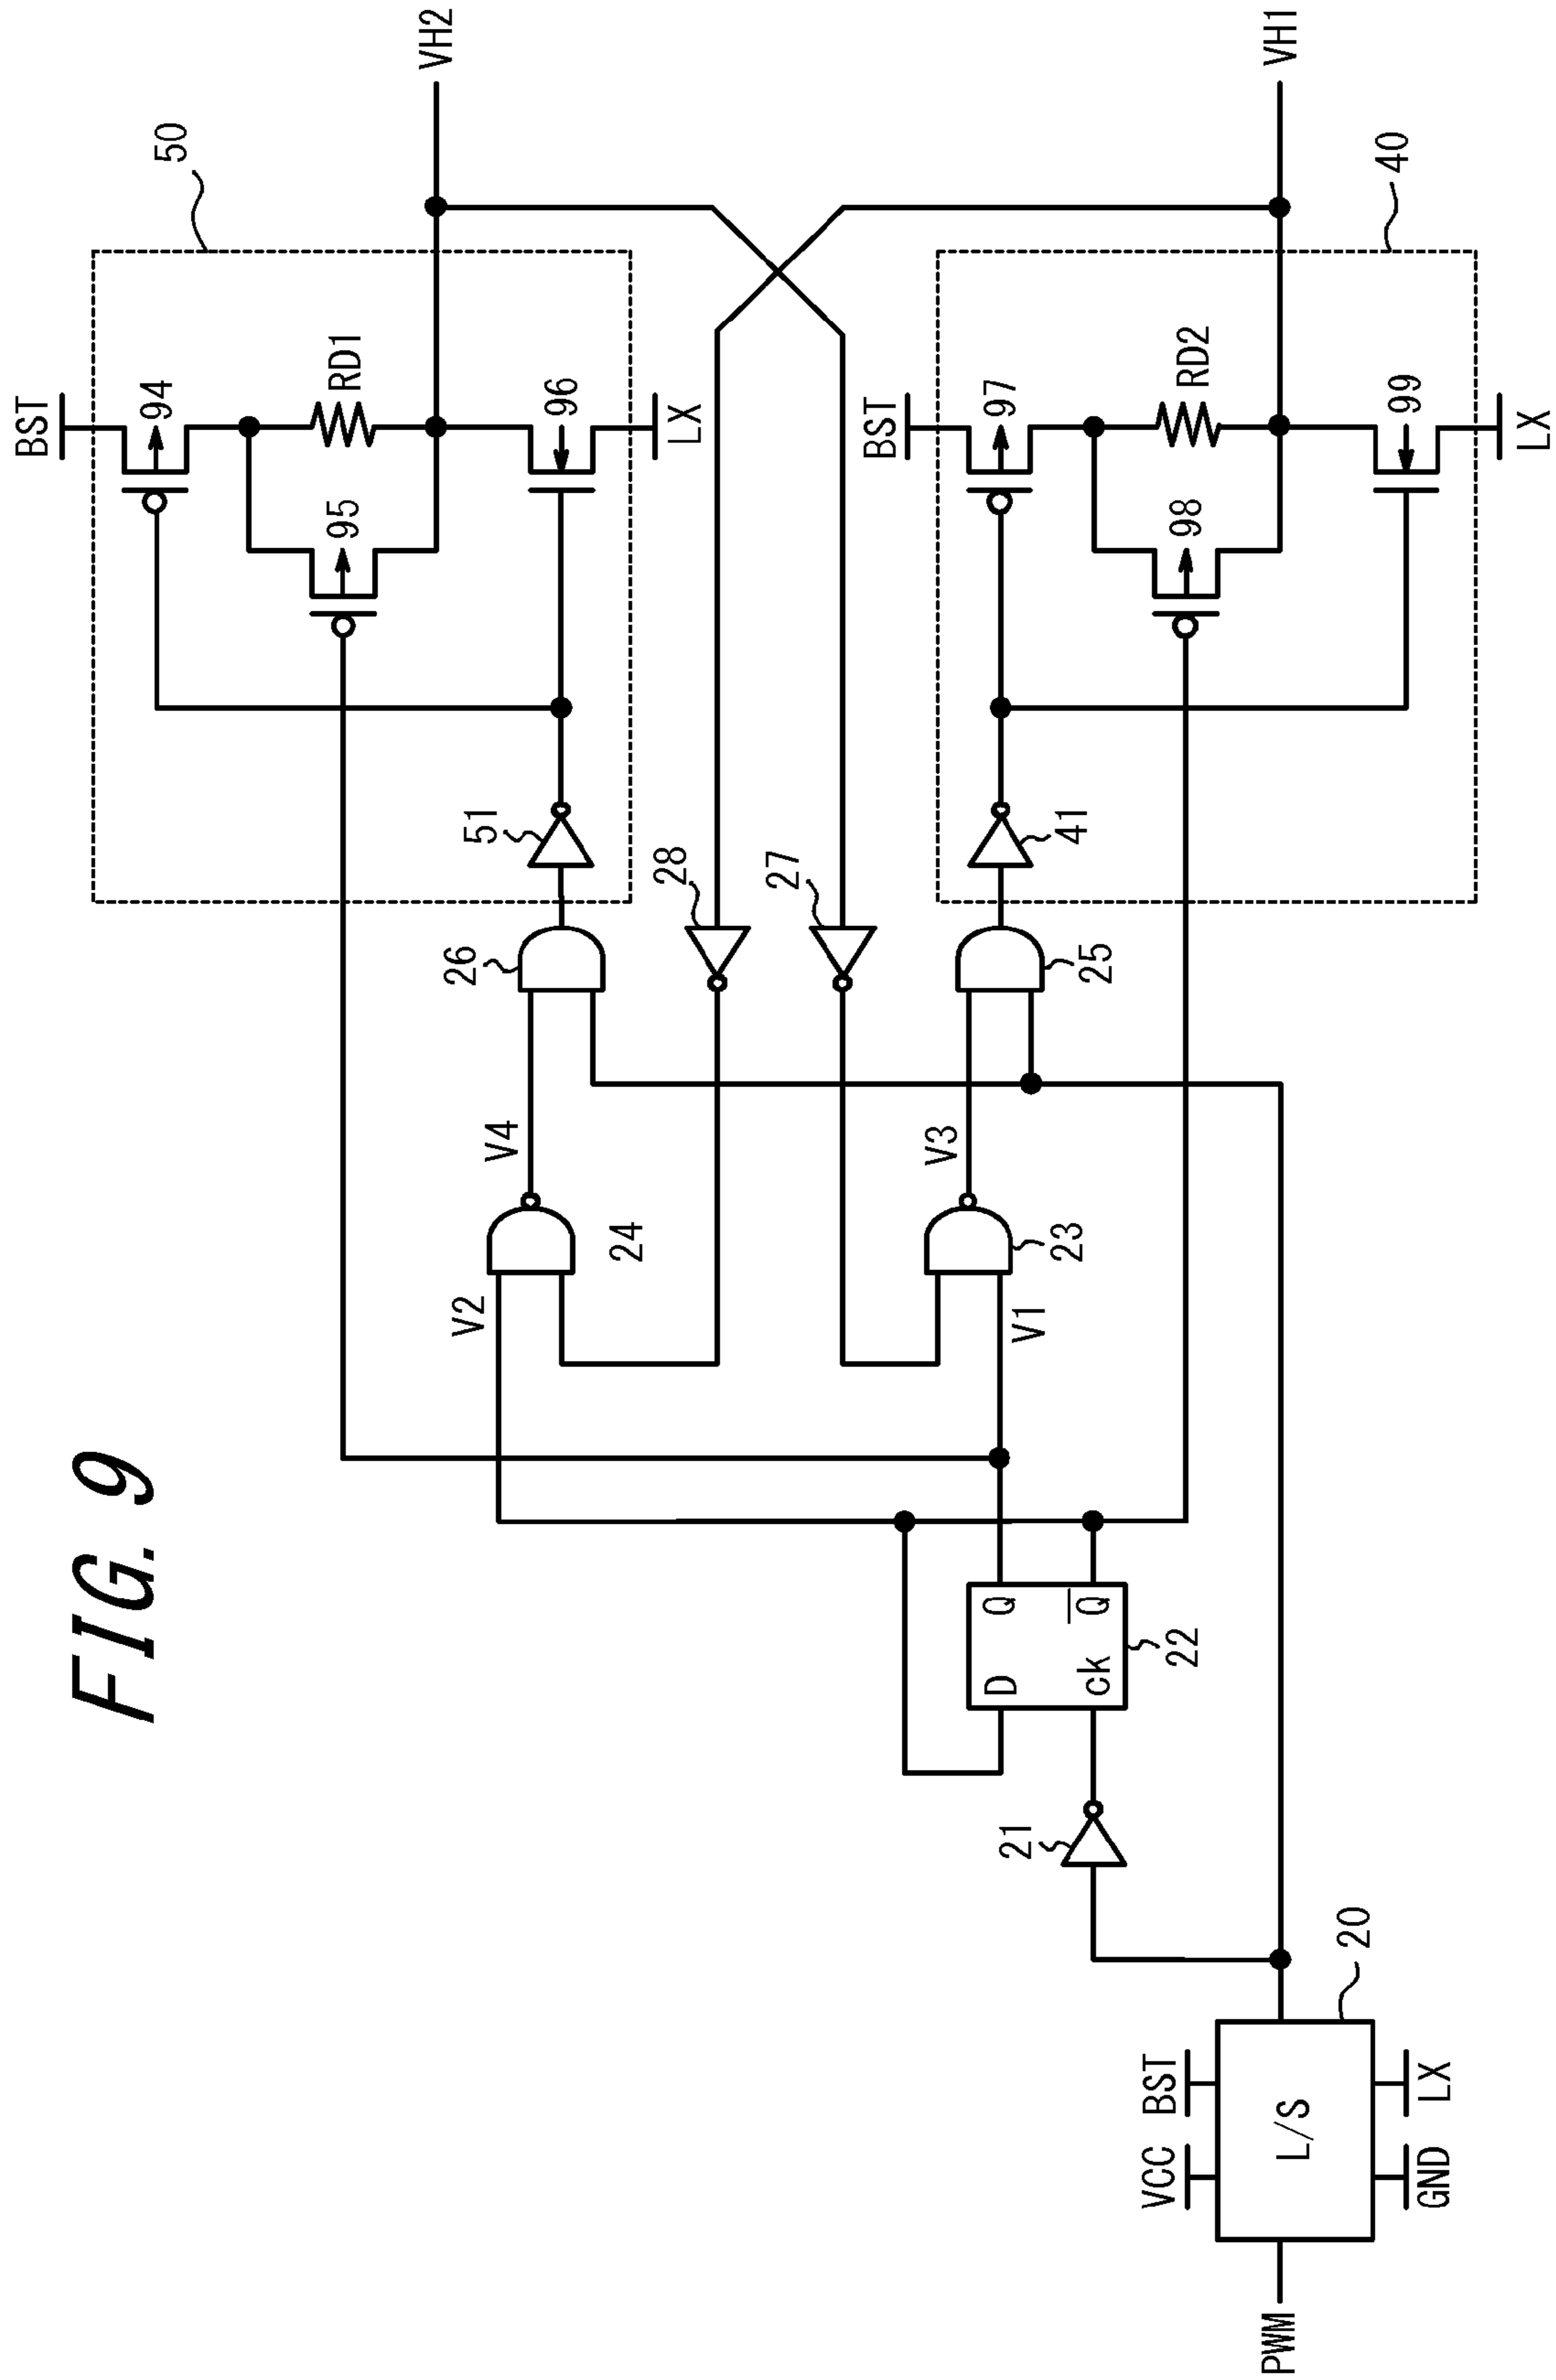 FIG. 9
50
BST
94
RD1
95
96
LX
VH2
51
26
28
27
V4
24
V2
BST
97
RD2
98
99
LX
VH1
40
41
25
V3
23
V1
D
Q
ck
Q
22
21
20
VCC
BST
L/S
GND
LX
PWM